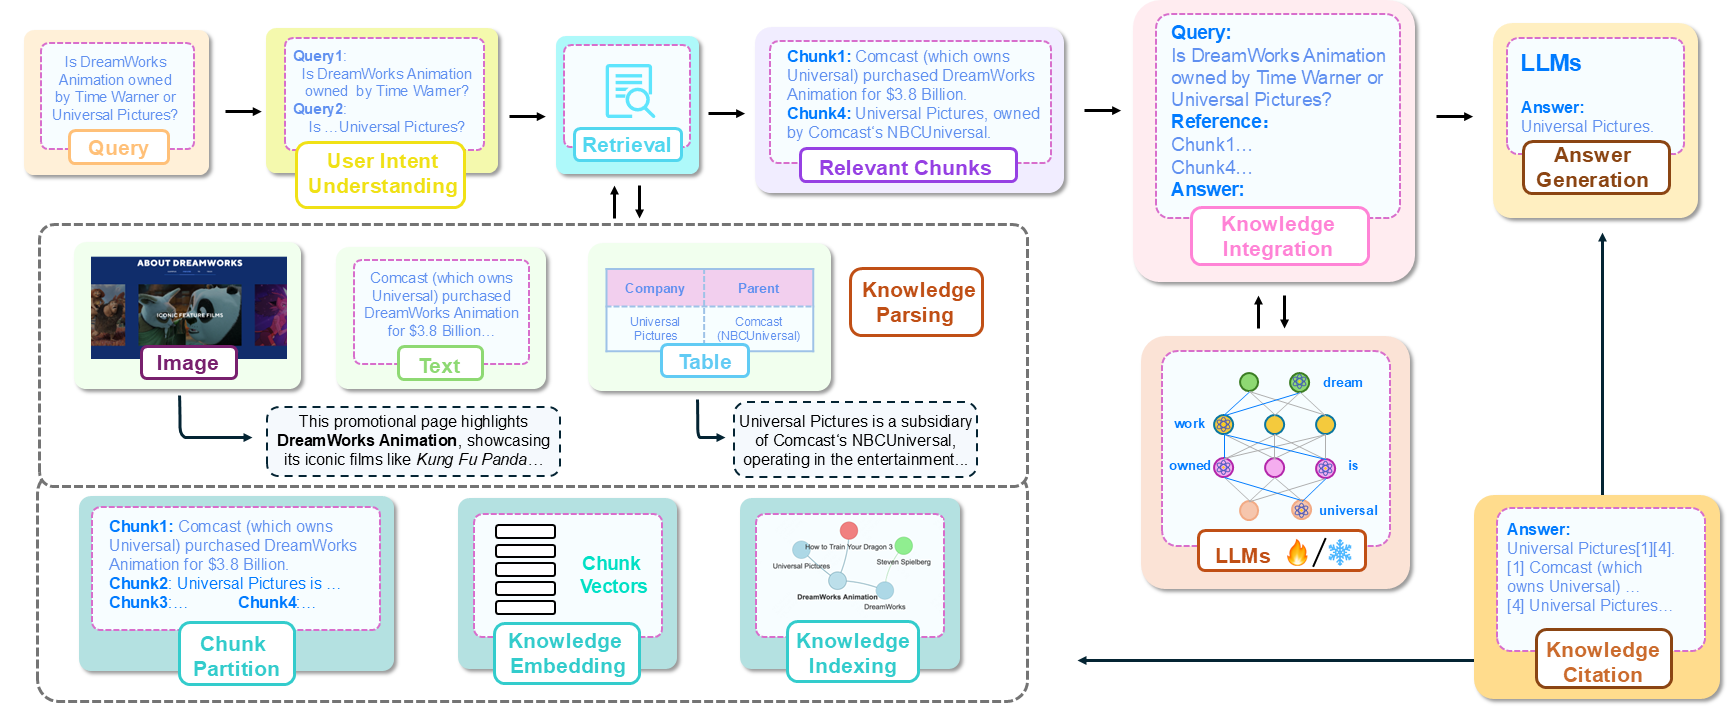 Is DreamWorks
Animation owned
by Time Warner or
Universal Pictures?
Query
Query1:
Is DreamWorks Animation
owned by Time Warner?
Query2:
Is ...Universal Pictures?
User Intent
Understanding
Retrieval
Chunk1: Comcast (which owns
Universal) purchased DreamWorks
Animation for $3.8 Billion.
Chunk4: Universal Pictures, owned
by Comcast's NBCUniversal.
Relevant Chunks
Query:
Is DreamWorks Animation
owned by Time Warner or
Universal Pictures?
Reference:
Chunk1...
Chunk4...
Answer:
Knowledge
Integration
LLMs
Answer:
Universal Pictures.
Answer
Generation
ABOUT DREAMWORKS
ICONIC FEATURE FILMS
Image
Comcast (which owns
Universal) purchased
DreamWorks Animation
for $3.8 Billion...
Text
Company
Parent
Universal
Pictures
Comcast
(NBCUniversal)
Table
Knowledge
Parsing
This promotional page highlights
DreamWorks Animation, showcasing
its iconic films like Kung Fu Panda...
Universal Pictures is a subsidiary
of Comcast's NBCUniversal,
operating in the entertainment...
Chunk1: Comcast (which owns
Universal) purchased DreamWorks
Animation for $3.8 Billion.
Chunk2: Universal Pictures is ...
Chunk3:... Chunk4:...
Chunk
Partition
Chunk
Vectors
Knowledge
Embedding
How to Train Your Dragon 3
Universal Pictures
Steven Spielberg
DreamWorks Animation
DreamWorks
Knowledge
Indexing
dream
work
owned
is
universal
LLMs
/
Answer:
Universal Pictures[1][4].
[1] Comcast (which
owns Universal) ...
[4] Universal Pictures...
Knowledge
Citation